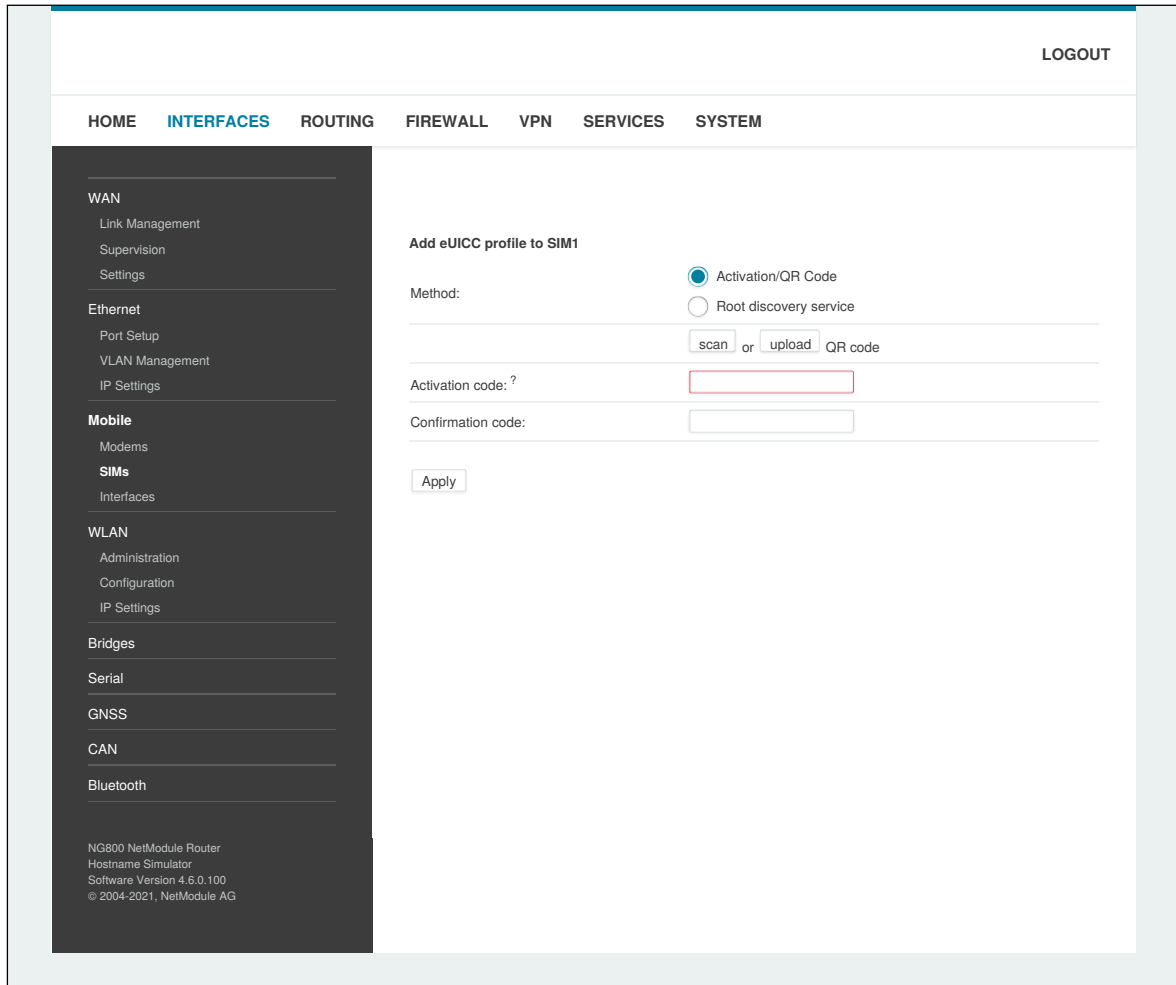 LOGOUT
HOME INTERFACES ROUTING FIREWALL VPN SERVICES SYSTEM
WAN
Link Management
Supervision
Settings
Ethernet
Port Setup
VLAN Management
IP Settings
Mobile
Modems
SIMs
Interfaces
WLAN
Administration
Configuration
IP Settings
Bridges
Serial
GNSS
CAN
Bluetooth
NG800 NetModule Router
Hostname Simulator
Software Version 4.6.0.100
© 2004-2021, NetModule AG
Add eUICC profile to SIM1
Method:
Activation/QR Code
Root discovery service
scan or upload QR code
Activation code: ?
Confirmation code:
Apply